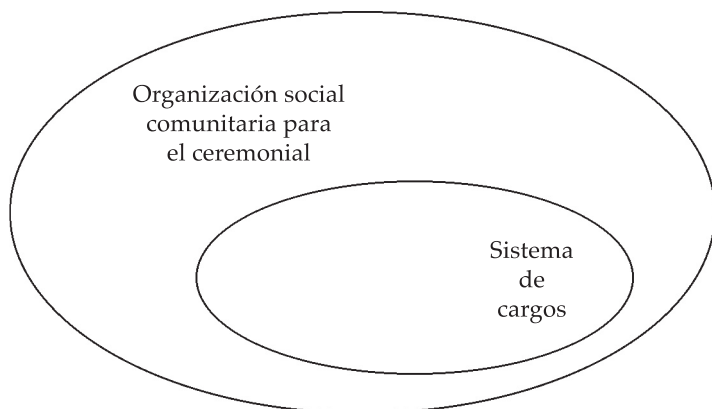 Organización social
comunitaria para
el ceremonial
Sistema
de
cargos